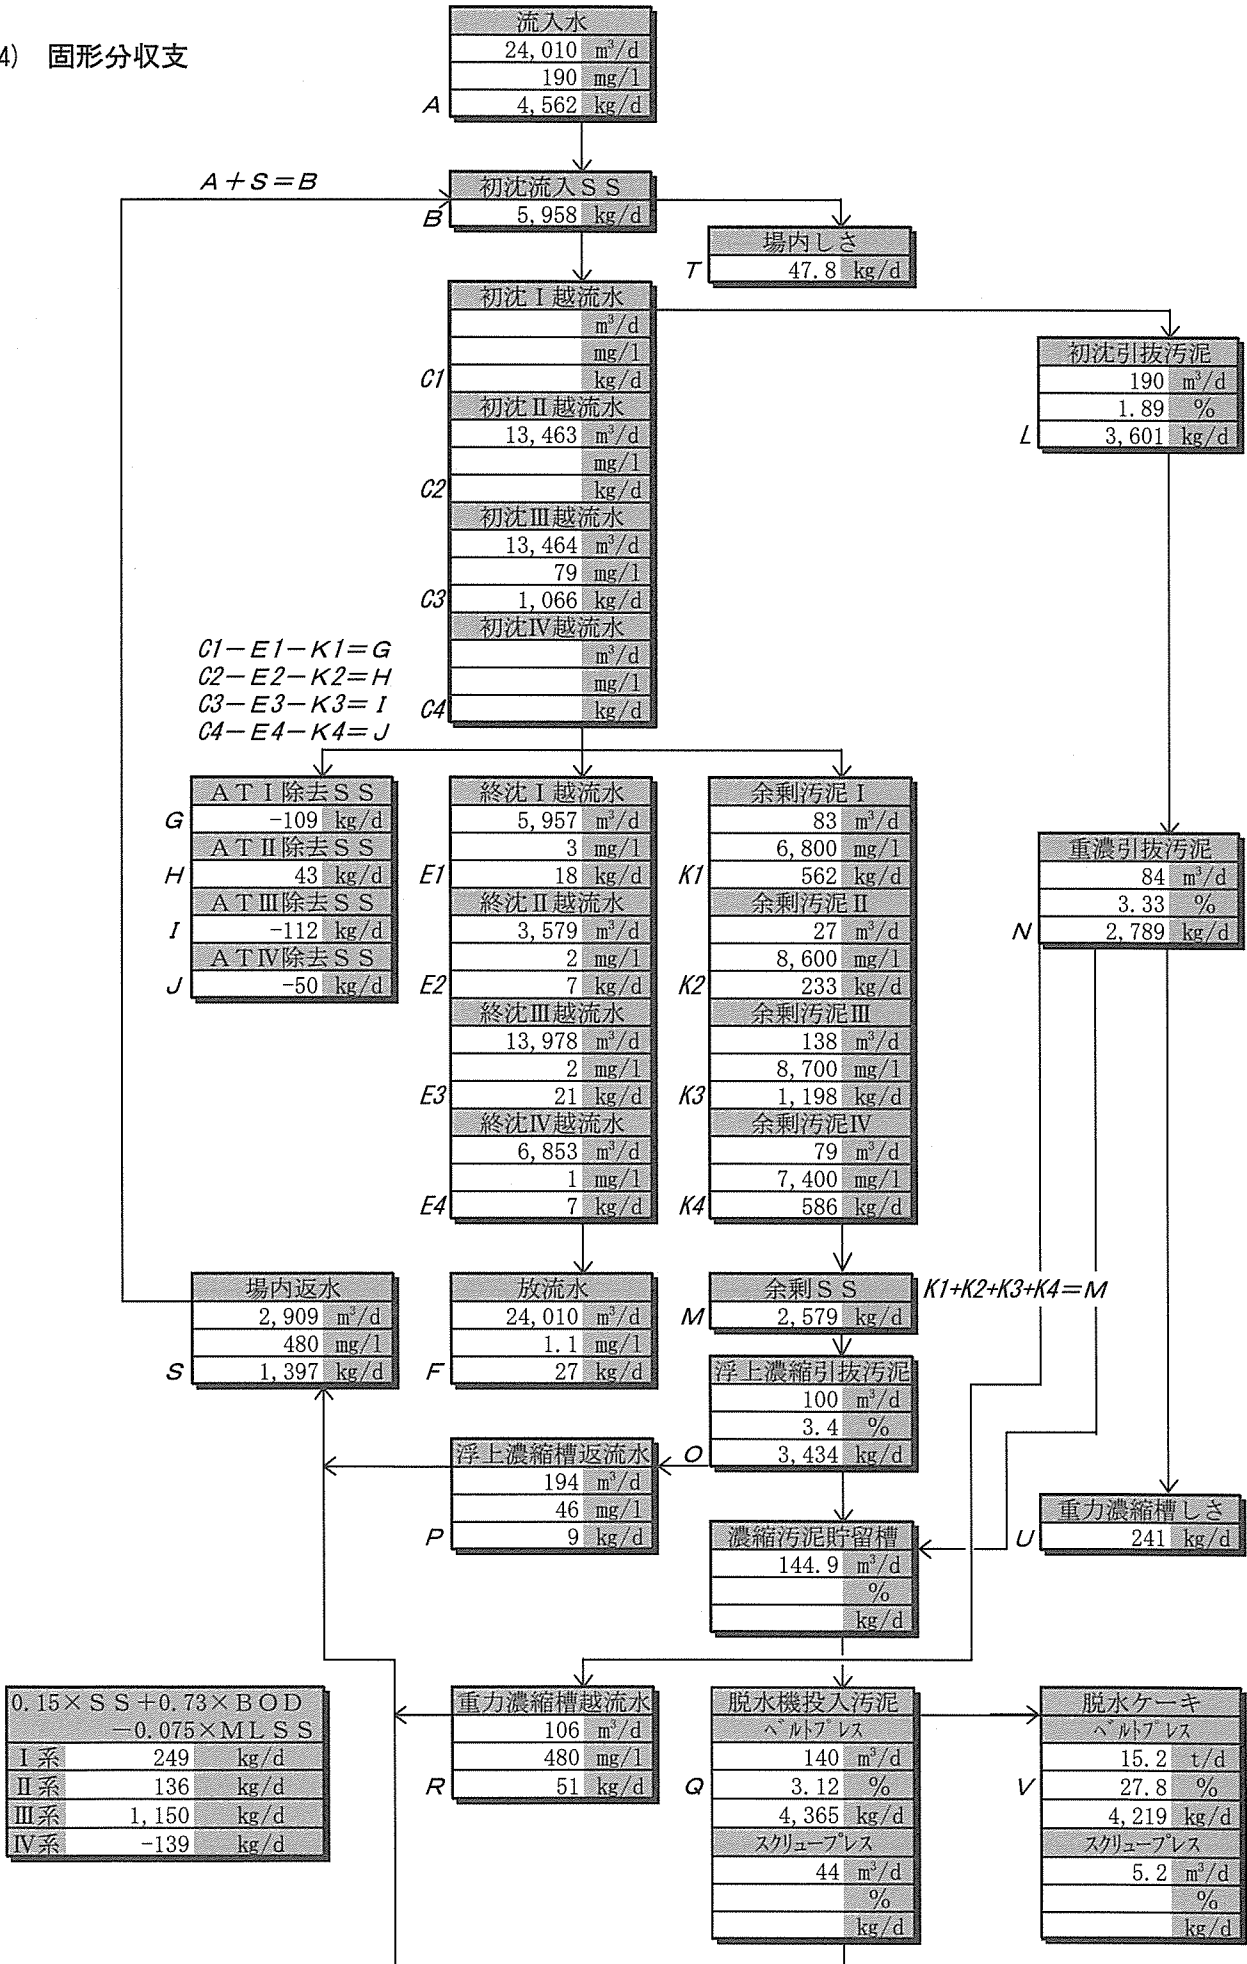 4) 固形分収支
流入水
24,010 m³/d
190 mg/l
A 4,562 kg/d
A+S=B
初沈流入SS
B 5,958 kg/d
場内しさ
T 47.8 kg/d
初沈Ⅰ越流水
m³/d
mg/l
C1 kg/d
初沈Ⅱ越流水
13,463 m³/d
mg/l
C2 kg/d
初沈Ⅲ越流水
13,464 m³/d
79 mg/l
C3 1,066 kg/d
初沈Ⅳ越流水
m³/d
mg/l
C4 kg/d
初沈引抜汚泥
190 m³/d
1.89 %
L 3,601 kg/d
C1-E1-K1=G
C2-E2-K2=H
C3-E3-K3=I
C4-E4-K4=J
ATⅠ除去SS
G -109 kg/d
ATⅡ除去SS
H 43 kg/d
ATⅢ除去SS
I -112 kg/d
ATⅣ除去SS
J -50 kg/d
終沈Ⅰ越流水
5,957 m³/d
3 mg/l
E1 18 kg/d
終沈Ⅱ越流水
3,579 m³/d
2 mg/l
E2 7 kg/d
終沈Ⅲ越流水
13,978 m³/d
2 mg/l
E3 21 kg/d
終沈Ⅳ越流水
6,853 m³/d
1 mg/l
E4 7 kg/d
余剰汚泥Ⅰ
83 m³/d
6,800 mg/l
K1 562 kg/d
余剰汚泥Ⅱ
27 m³/d
8,600 mg/l
K2 233 kg/d
余剰汚泥Ⅲ
138 m³/d
8,700 mg/l
K3 1,198 kg/d
余剰汚泥Ⅳ
79 m³/d
7,400 mg/l
K4 586 kg/d
重濃引抜汚泥
84 m³/d
3.33 %
N 2,789 kg/d
場内返水
2,909 m³/d
480 mg/l
S 1,397 kg/d
放流水
24,010 m³/d
1.1 mg/l
F 27 kg/d
余剰SS
M 2,579 kg/d
K1+K2+K3+K4=M
浮上濃縮引抜汚泥
100 m³/d
3.4 %
O 3,434 kg/d
浮上濃縮槽返流水
194 m³/d
46 mg/l
P 9 kg/d
濃縮汚泥貯留槽
144.9 m³/d
%
kg/d
重力濃縮槽しさ
U 241 kg/d
0.15×SS+0.73×BOD
-0.075×MLSS
Ⅰ系 249 kg/d
Ⅱ系 136 kg/d
Ⅲ系 1,150 kg/d
Ⅳ系 -139 kg/d
重力濃縮槽越流水
106 m³/d
480 mg/l
R 51 kg/d
脱水機投入汚泥
ベルトプレス
140 m³/d
Q 3.12 %
4,365 kg/d
スクリュープレス
44 m³/d
%
kg/d
脱水ケーキ
ベルトプレス
15.2 t/d
V 27.8 %
4,219 kg/d
スクリュープレス
5.2 m³/d
%
kg/d